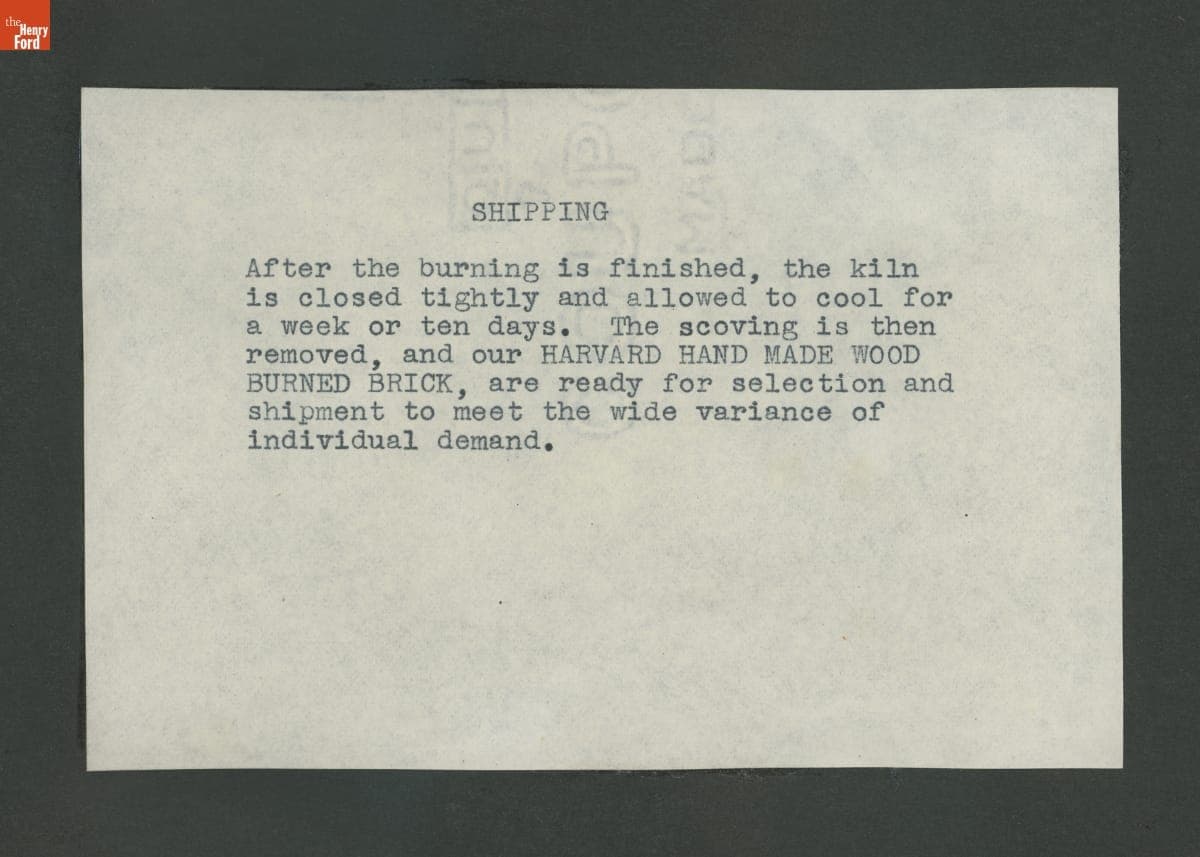 the
Henry
Ford
SHIPPING
After the burning is finished, the kiln
is closed tightly and allowed to cool for
a week or ten days.  The scoving is then
removed, and our HARVARD HAND MADE WOOD
BURNED BRICK, are ready for selection and
shipment to meet the wide variance of
individual demand.